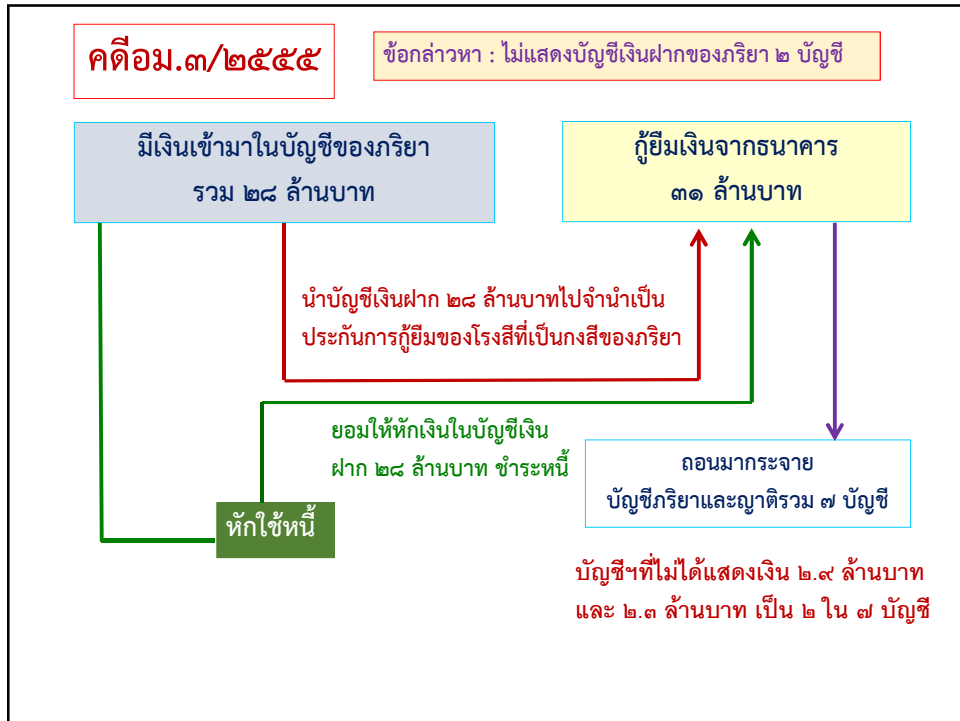 คดีอม.๓/๒๕๕๕
ข้อกล่าวหา : ไม่แสดงบัญชีเงินฝากของภริยา ๒ บัญชี
มีเงินเข้ามาในบัญชีของภริยา
รวม ๒๘ ล้านบาท
กู้ยืมเงินจากธนาคาร
๓๑ ล้านบาท
นำบัญชีเงินฝาก ๒๘ ล้านบาทไปจำนำเป็น
ประกันการกู้ยืมของโรงสีที่เป็นกงสีของภริยา
ยอมให้หักเงินในบัญชีเงิน
ฝาก ๒๘ ล้านบาท ชำระหนี้
หักใช้หนี้
ถอนมากระจาย
บัญชีภริยาและญาติรวม ๗ บัญชี
บัญชีฯที่ไม่ได้แสดงเงิน ๒.๙ ล้านบาท
และ ๒.๓ ล้านบาท เป็น ๒ ใน ๗ บัญชี